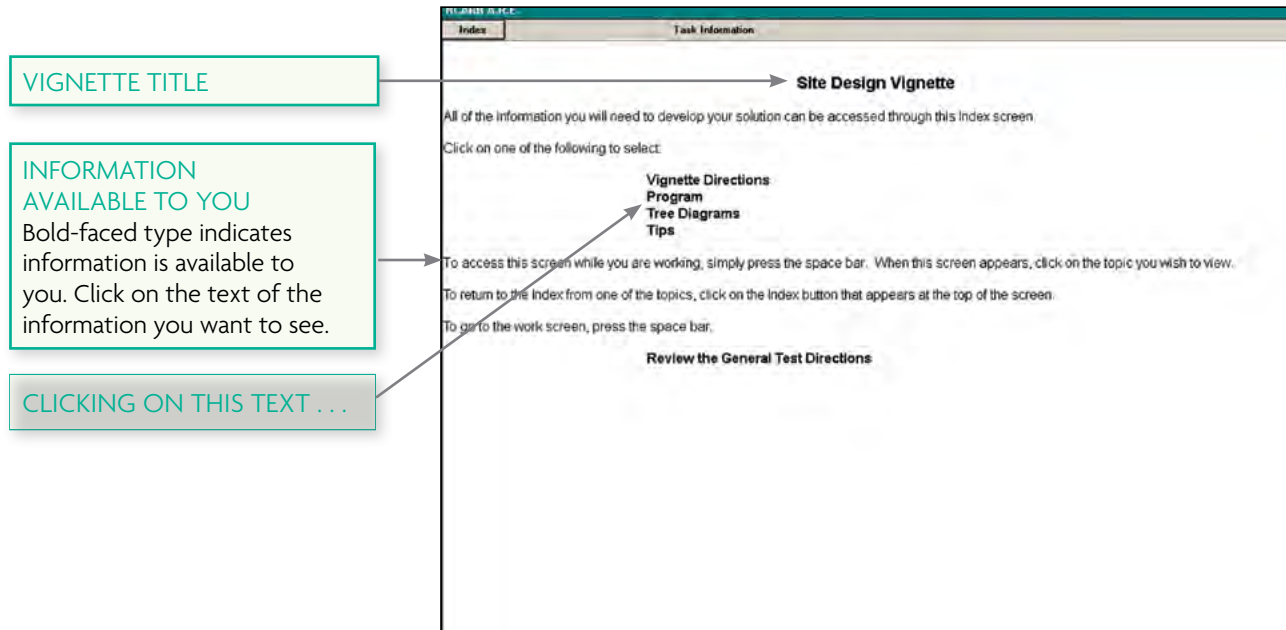 Index
Task Information
VIGNETTE TITLE
Site Design Vignette
All of the information you will need to develop your solution can be accessed through this Index screen
Click on one of the following to select:
INFORMATION
AVAILABLE TO YOU
Bold-faced type indicates
information is available to
you. Click on the text of the
information you want to see.
Vignette Directions
Program
Tree Diagrams
Tips
To access this screen while you are working, simply press the space bar. When this screen appears, click on the topic you wish to view.
To return to the Index from one of the topics, click on the Index button that appears at the top of the screen.
To go to the work screen, press the space bar.
Review the General Test Directions
CLICKING ON THIS TEXT . . .